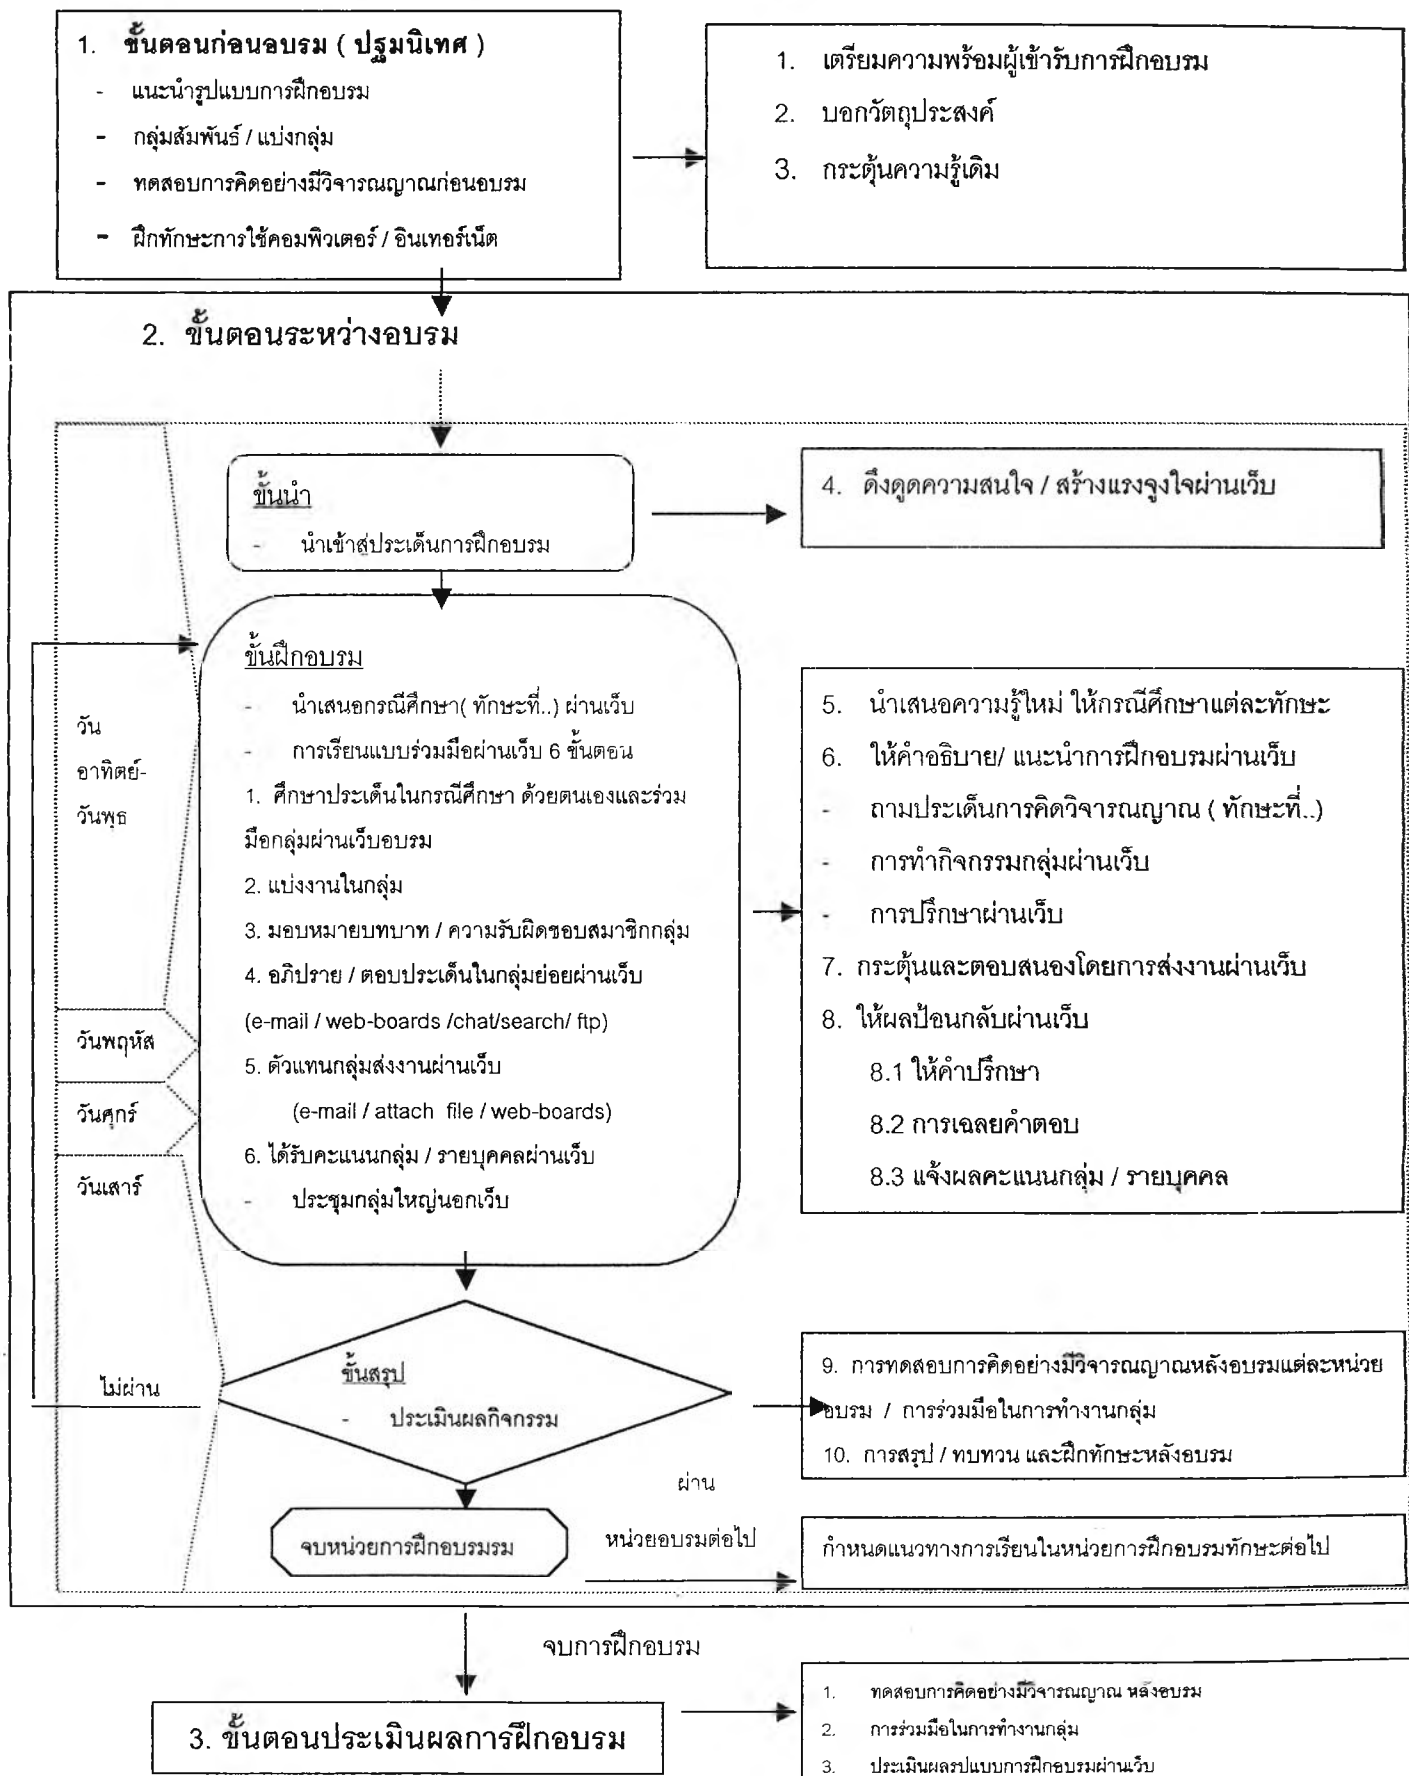 1. ขั้นตอนก่อนอบรม ( ปฐมนิเทศ )
- แนะนำรูปแบบการฝึกอบรม
- กลุ่มสัมพันธ์ / แบ่งกลุ่ม
- ทดสอบการคิดอย่างมีวิจารณญาณก่อนอบรม
- ฝึกทักษะการใช้คอมพิวเตอร์ / อินเทอร์เน็ต
1. เตรียมความพร้อมผู้เข้ารับการฝึกอบรม
2. บอกวัตถุประสงค์
3. กระตุ้นความรู้เดิม
2. ขั้นตอนระหว่างอบรม
ขั้นนำ
- นำเข้าสู่ประเด็นการฝึกอบรม
4. ดึงดูดความสนใจ / สร้างแรงจูงใจผ่านเว็บ
วัน
อาทิตย์-
วันพุธ
วันพฤหัส
วันศุกร์
วันเสาร์
ขั้นฝึกอบรม
- นำเสนอกรณีศึกษา( ทักษะที่..) ผ่านเว็บ
- การเรียนแบบร่วมมือผ่านเว็บ 6 ขั้นตอน
1. ศึกษาประเด็นในกรณีศึกษา ด้วยตนเองและร่วม
มือกลุ่มผ่านเว็บอบรม
2. แบ่งงานในกลุ่ม
3. มอบหมายบทบาท / ความรับผิดชอบสมาชิกกลุ่ม
4. อภิปราย / ตอบประเด็นในกลุ่มย่อยผ่านเว็บ
(e-mail / web-boards /chat/search/ ftp)
5. ตัวแทนกลุ่มส่งงานผ่านเว็บ
(e-mail / attach file / web-boards)
6. ได้รับคะแนนกลุ่ม / รายบุคคลผ่านเว็บ
- ประชุมกลุ่มใหญ่นอกเว็บ
5. นำเสนอความรู้ใหม่ ให้กรณีศึกษาแต่ละทักษะ
6. ให้คำอธิบาย/ แนะนำการฝึกอบรมผ่านเว็บ
- ถามประเด็นการคิดวิจารณญาณ ( ทักษะที่..)
- การทำกิจกรรมกลุ่มผ่านเว็บ
- การปรึกษาผ่านเว็บ
7. กระตุ้นและตอบสนองโดยการส่งงานผ่านเว็บ
8. ให้ผลป้อนกลับผ่านเว็บ
8.1 ให้คำปรึกษา
8.2 การเฉลยคำตอบ
8.3 แจ้งผลคะแนนกลุ่ม / รายบุคคล
ไม่ผ่าน
ขั้นสรุป
- ประเมินผลกิจกรรม
9. การทดสอบการคิดอย่างมีวิจารณญาณหลังอบรมแต่ละหน่วย
อบรม / การร่วมมือในการทำงานกลุ่ม
10. การสรุป / ทบทวน และฝึกทักษะหลังอบรม
ผ่าน
จบหน่วยการฝึกอบรมรม
หน่วยอบรมต่อไป
กำหนดแนวทางการเรียนในหน่วยการฝึกอบรมทักษะต่อไป
จบการฝึกอบรม
3. ขั้นตอนประเมินผลการฝึกอบรม
1. ทดสอบการคิดอย่างมีวิจารณญาณ หลังอบรม
2. การร่วมมือในการทำงานกลุ่ม
3. ประเมินผลรูปแบบการฝึกอบรมผ่านเว็บ